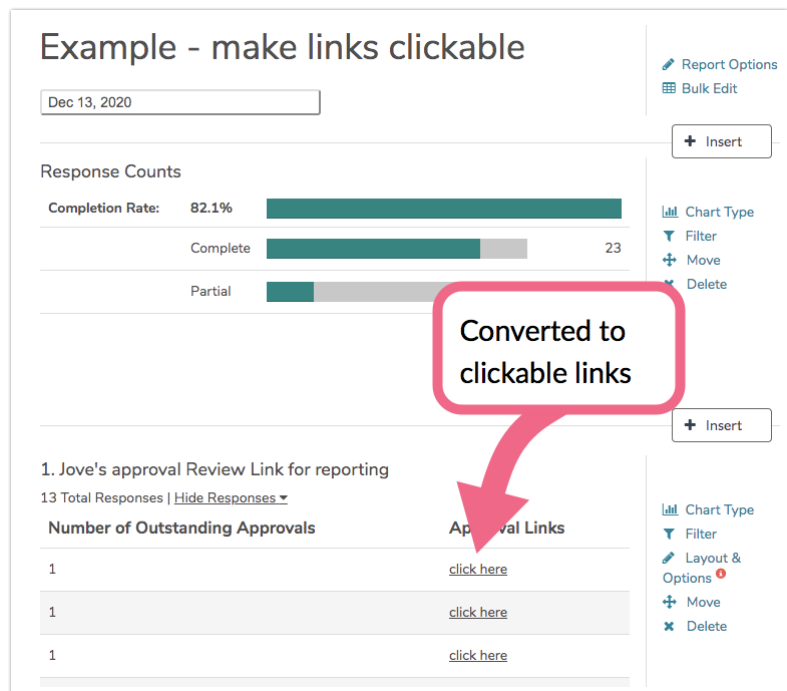 Example - make links clickable
Report Options
Bulk Edit
Dec 13, 2020
Insert
Response Counts
Completion Rate: 82.1%
Complete 23
Partial
Chart Type
Filter
Move
Delete
Converted to
clickable links
Insert
1. Jove's approval Review Link for reporting
13 Total Responses | Hide Responses
Number of Outstanding Approvals
Links
1 click here
1 click here
1 click here
Chart Type
Filter
Layout &
Options
Move
Delete